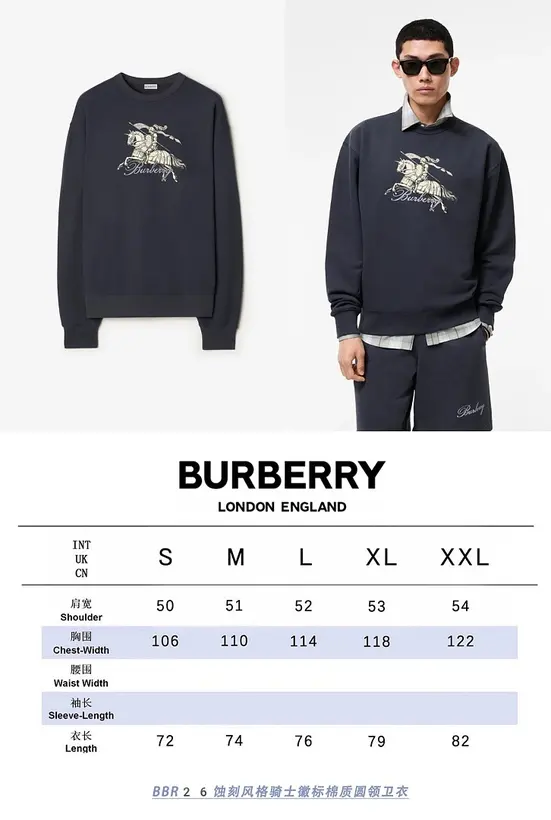 Burberry
Burberry
Burberry
BURBERRY
LONDON ENGLAND
INT UK CN S M L XL XXL
肩宽 Shoulder 50 51 52 53 54
胸围 Chest-Width 106 110 114 118 122
腰围 Waist Width
袖长 Sleeve-Length
衣长 Length 72 74 76 79 82
BBR 2 6 蚀刻风格骑士徽标棉质圆领卫衣